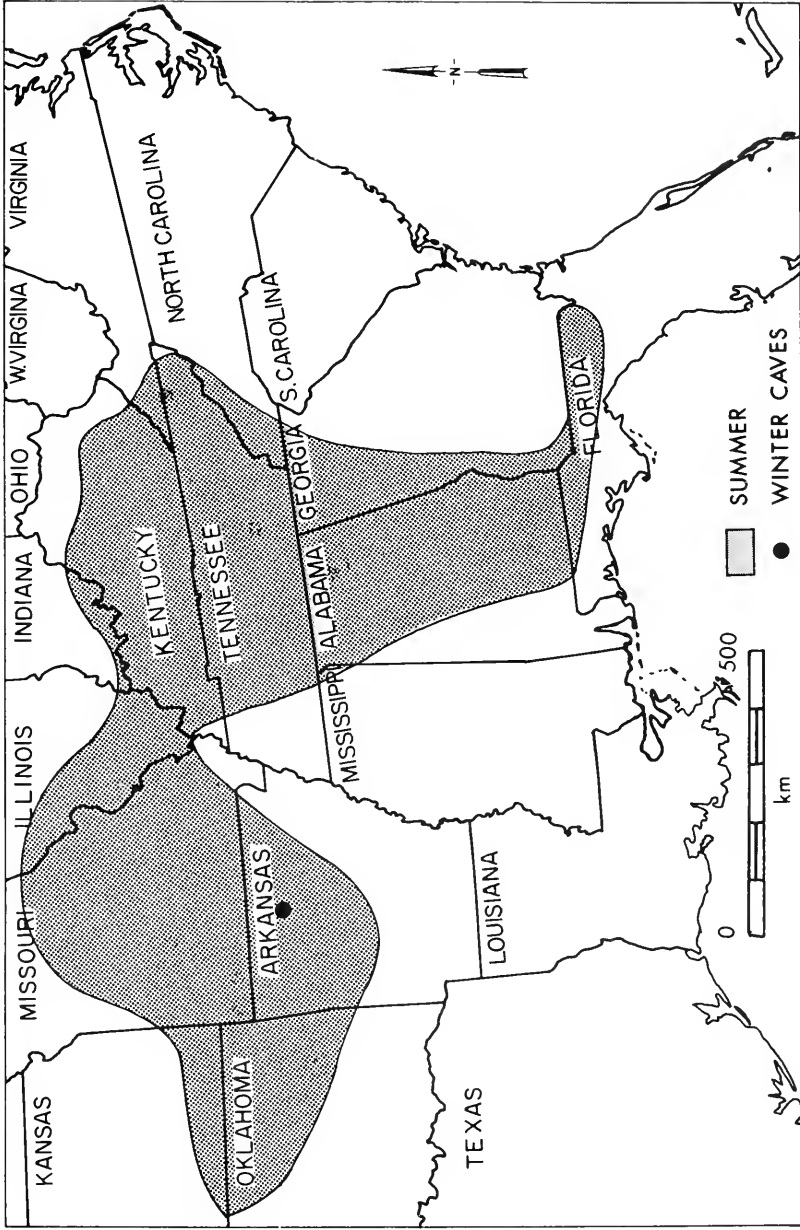 KANSAS
MISSOURI
ILLINOIS
INDIANA
OHIO
W.VIRGINIA
VIRGINIA
KENTUCKY
NORTH CAROLINA
TENNESSEE
OKLAHOMA
ARKANSAS
S. CAROLINA
GEORGIA
ALABAMA
MISSISSIPPI
TEXAS
LOUISIANA
FLORIDA
N
0 500
km
SUMMER
WINTER CAVES